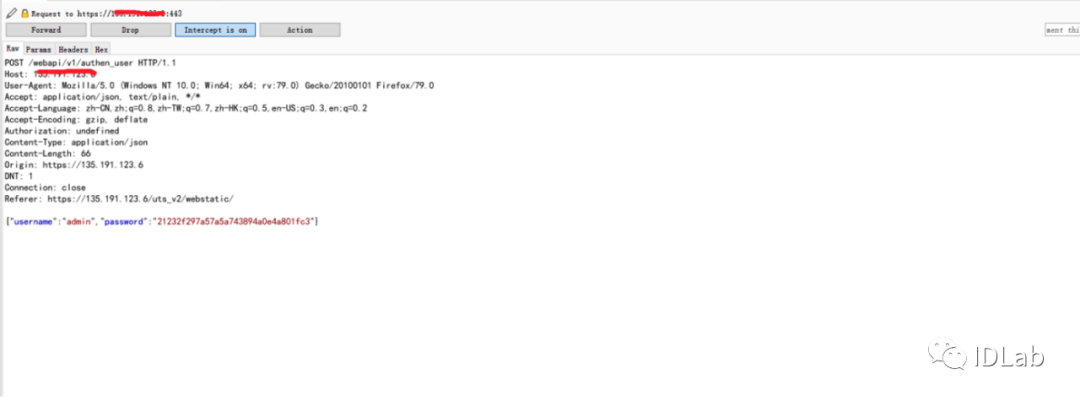 Request to https://1 :443
Forward Drop Intercept is on Action
ment thi
Raw Params Headers Hex
POST /webapi/v1/authen_user HTTP/1.1
Host: 135.191.123.6
User-Agent: Mozilla/5.0 (Windows NT 10.0; Win64; x64; rv:79.0) Gecko/20100101 Firefox/79.0
Accept: application/json, text/plain, */*
Accept-Language: zh-CN,zh;q=0.8,zh-TW;q=0.7,zh-HK;q=0.5,en-US;q=0.3,en;q=0.2
Accept-Encoding: gzip, deflate
Authorization: undefined
Content-Type: application/json
Content-Length: 66
Origin: https://135.191.123.6
DNT: 1
Connection: close
Referer: https://135.191.123.6/uts_v2/webstatic/
{"username":"admin","password":"21232f297a57a5a743894a0e4a801fc3"}
IDLab